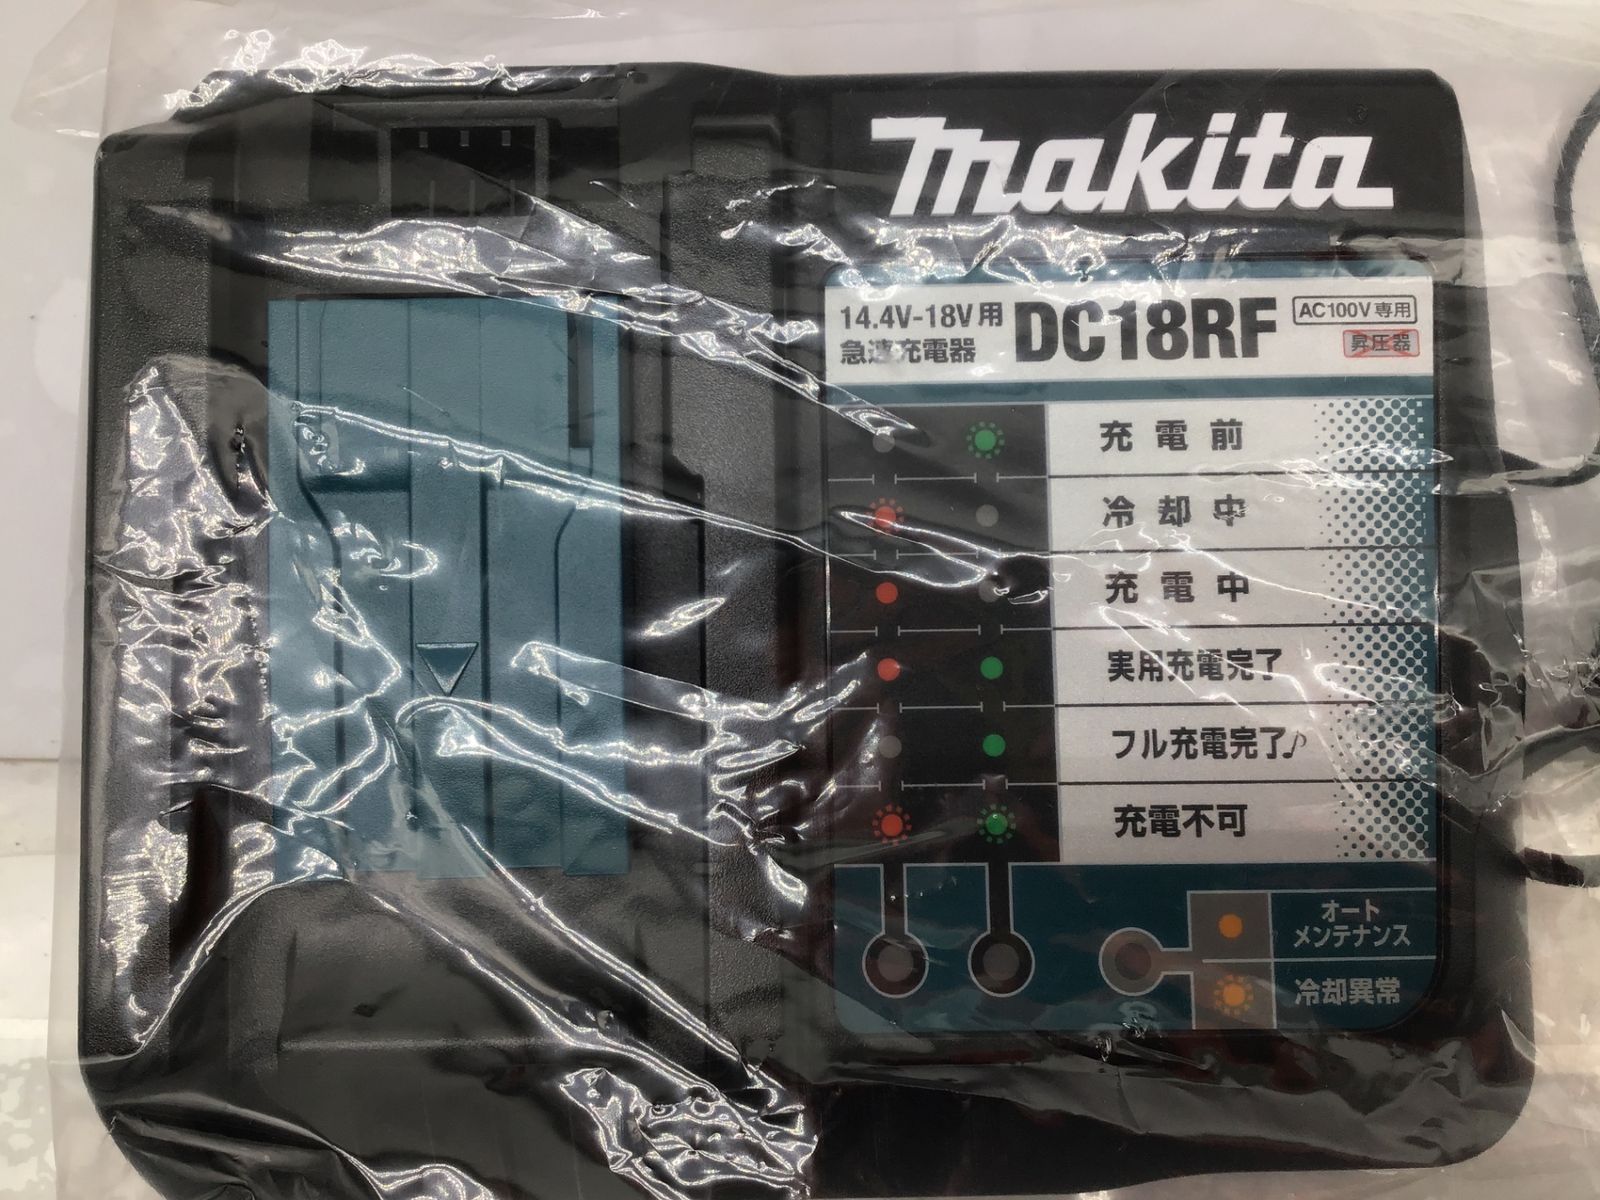 makita
14.4V-18V用
急速充電器
DC18RF
AC100V専用
昇圧器
充電前
冷却中
充電中
実用充電完了
フル充電完了♪
充電不可
オート
メンテナンス
冷却異常